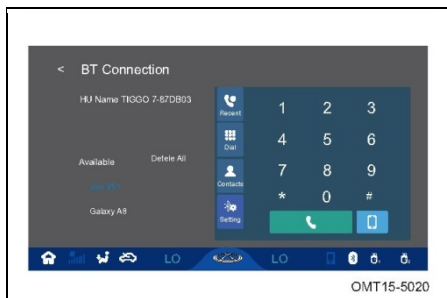 < BT Connection
HU Name TIGGO 7-87DB03
Recent
1 2 3
Dial
4 5 6
Available Detele All
Contacts
7 8 9
Setting
* 0 #
Galaxy A8
LO LO
OMT15-5020